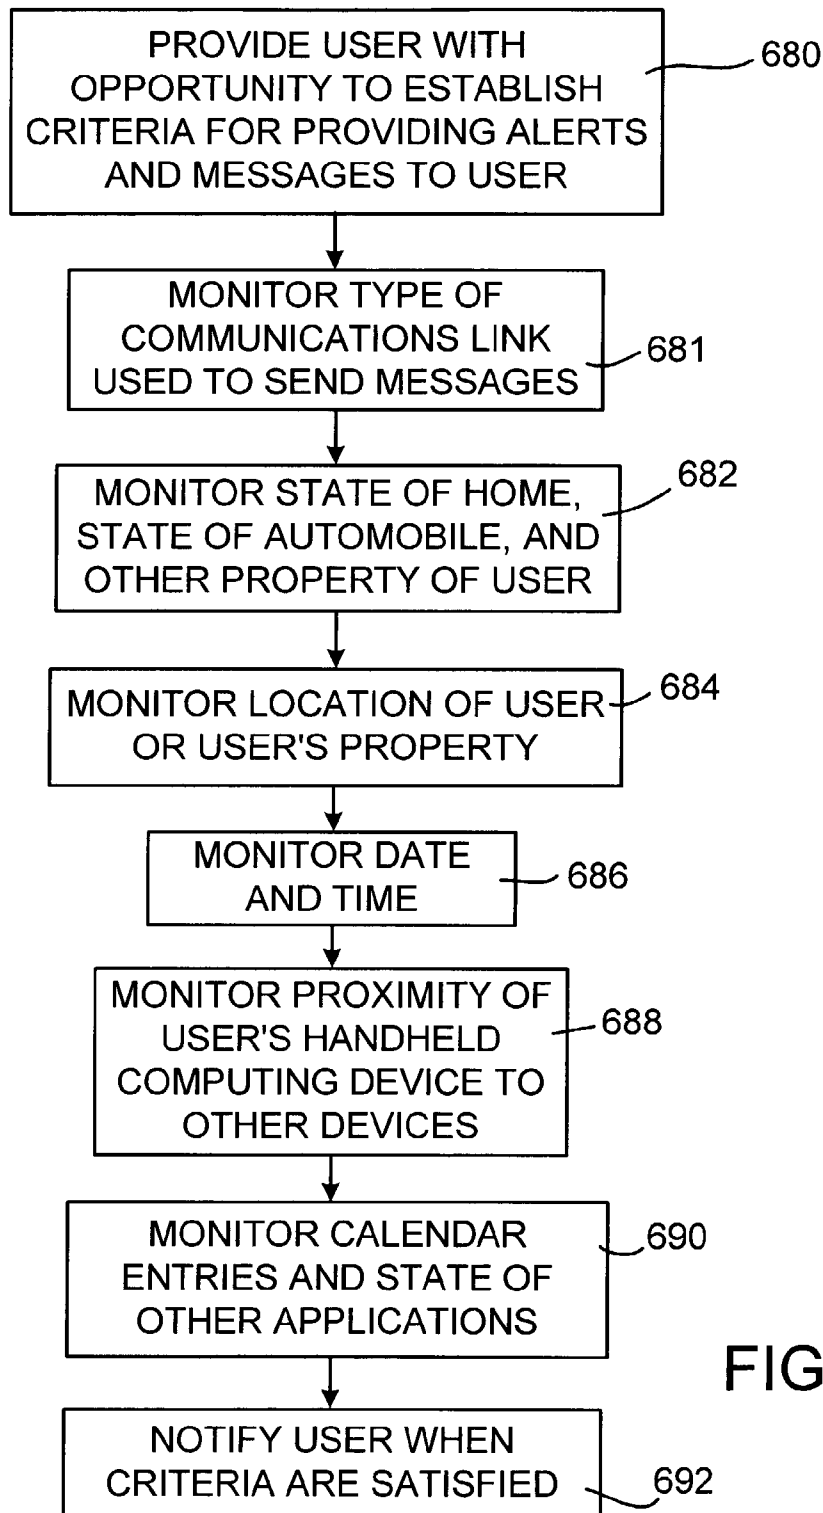 PROVIDE USER WITH
OPPORTUNITY TO ESTABLISH
CRITERIA FOR PROVIDING ALERTS
AND MESSAGES TO USER
680
MONITOR TYPE OF
COMMUNICATIONS LINK
USED TO SEND MESSAGES
681
MONITOR STATE OF HOME,
STATE OF AUTOMOBILE, AND
OTHER PROPERTY OF USER
682
MONITOR LOCATION OF USER
OR USER'S PROPERTY
684
MONITOR DATE
AND TIME
686
MONITOR PROXIMITY OF
USER'S HANDHELD
COMPUTING DEVICE TO
OTHER DEVICES
688
MONITOR CALENDAR
ENTRIES AND STATE OF
OTHER APPLICATIONS
690
FIG
NOTIFY USER WHEN
CRITERIA ARE SATISFIED
692